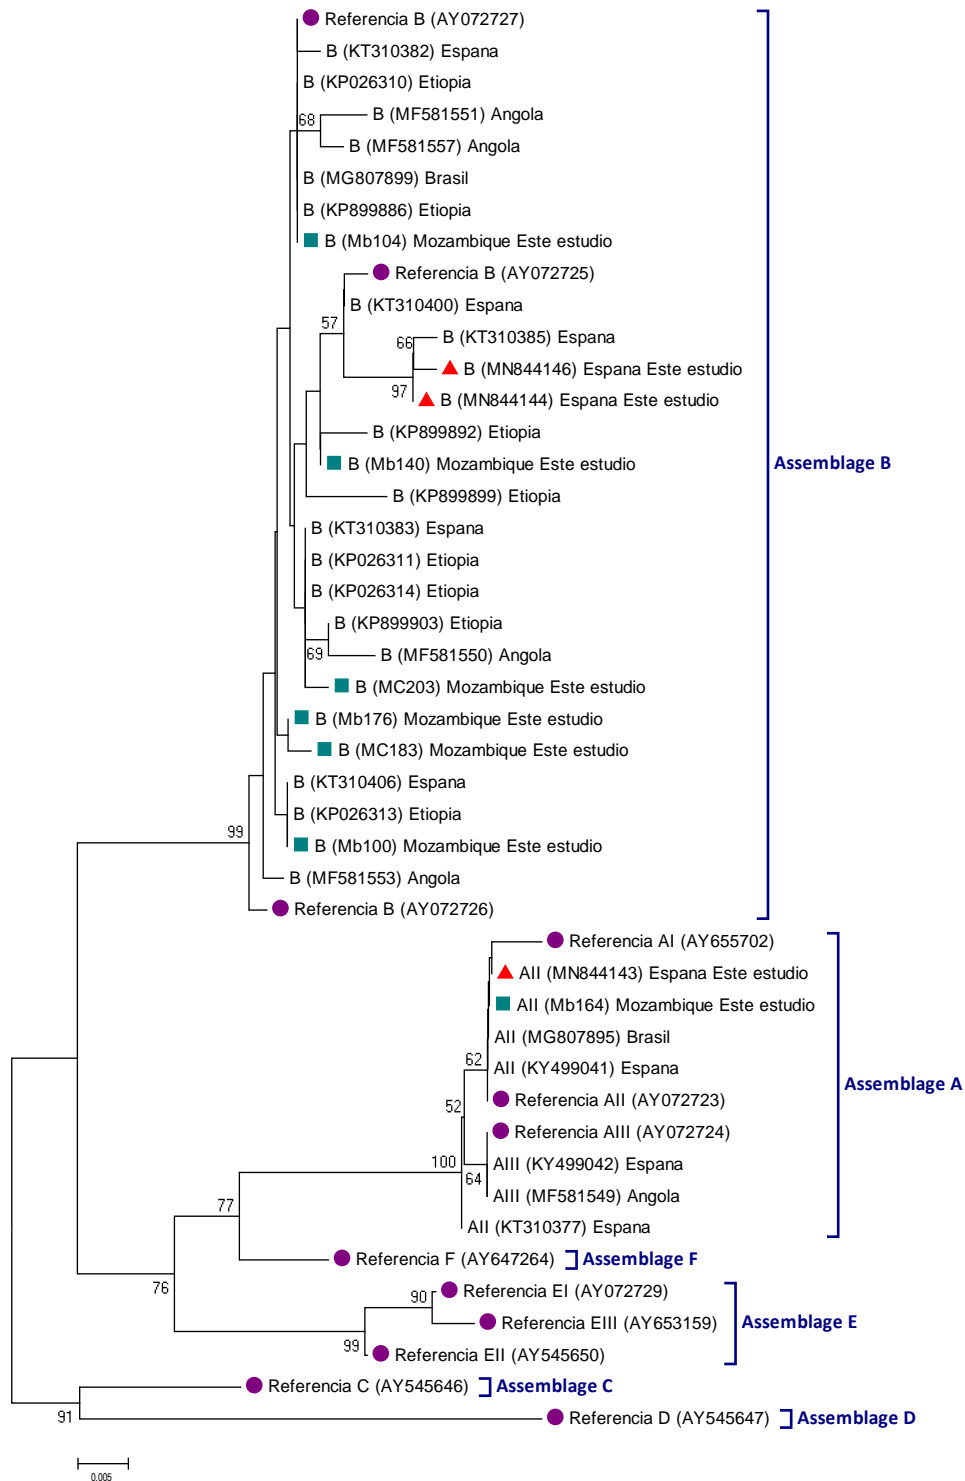 Referencia B (AY072727)
B (KT310382) Espana
B (KP026310) Etiopia
B (MF581551) Angola
68
B (MF581557) Angola
B (MG807899) Brasil
B (KP899886) Etiopia
B (Mb104) Mozambique Este estudio
Referencia B (AY072725)
B (KT310400) Espana
57
B (KT310385) Espana
66
B (MN844146) Espana Este estudio
97
B (MN844144) Espana Este estudio
B (KP899892) Etiopia
B (Mb140) Mozambique Este estudio
Assemblage B
B (KP899899) Etiopia
B (KT310383) Espana
B (KP026311) Etiopia
B (KP026314) Etiopia
B (KP899903) Etiopia
69
B (MF581550) Angola
B (MC203) Mozambique Este estudio
B (Mb176) Mozambique Este estudio
B (MC183) Mozambique Este estudio
B (KT310406) Espana
B (KP026313) Etiopia
99
B (Mb100) Mozambique Este estudio
B (MF581553) Angola
Referencia B (AY072726)
Referencia AI (AY655702)
AII (MN844143) Espana Este estudio
AII (Mb164) Mozambique Este estudio
AII (MG807895) Brasil
62
AII (KY499041) Espana
Assemblage A
Referencia AII (AY072723)
52
Referencia AIII (AY072724)
100
AIII (KY499042) Espana
64
AIII (MF581549) Angola
77
AII (KT310377) Espana
Referencia F (AY647264)
Assemblage F
76
Referencia EI (AY072729)
90
Referencia EIII (AY653159)
Assemblage E
99
Referencia EII (AY545650)
Referencia C (AY545646)
Assemblage C
91
Referencia D (AY545647)
Assemblage D
0.005